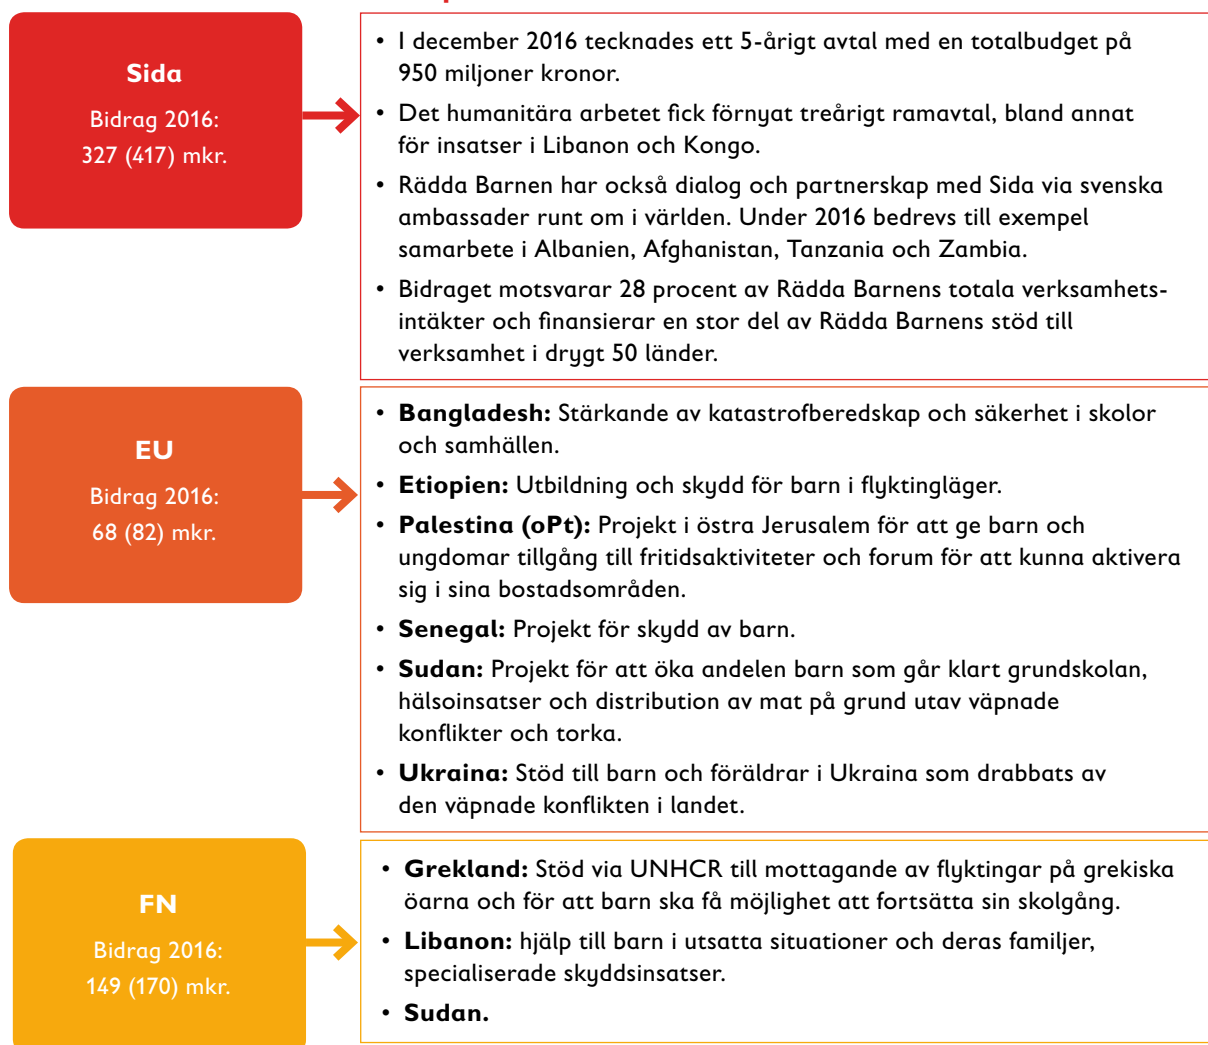 Sida
Bidrag 2016:
327 (417) mkr.
• I december 2016 tecknades ett 5-årigt avtal med en totalbudget på
950 miljoner kronor.
• Det humanitära arbetet fick förnyat treårigt ramavtal, bland annat
för insatser i Libanon och Kongo.
• Rädda Barnen har också dialog och partnerskap med Sida via svenska
ambassader runt om i världen. Under 2016 bedrevs till exempel
samarbete i Albanien, Afghanistan, Tanzania och Zambia.
• Bidraget motsvarar 28 procent av Rädda Barnens totala verksamhets-
intäkter och finansierar en stor del av Rädda Barnens stöd till
verksamhet i drygt 50 länder.
EU
Bidrag 2016:
68 (82) mkr.
• Bangladesh: Stärkande av katastrofberedskap och säkerhet i skolor
och samhällen.
• Etiopien: Utbildning och skydd för barn i flyktingläger.
• Palestina (oPt): Projekt i östra Jerusalem för att ge barn och
ungdomar tillgång till fritidsaktiviteter och forum för att kunna aktivera
sig i sina bostadsområden.
• Senegal: Projekt för skydd av barn.
• Sudan: Projekt för att öka andelen barn som går klart grundskolan,
hälsoinsatser och distribution av mat på grund utav väpnade
konflikter och torka.
• Ukraina: Stöd till barn och föräldrar i Ukraina som drabbats av
den väpnade konflikten i landet.
FN
Bidrag 2016:
149 (170) mkr.
• Grekland: Stöd via UNHCR till mottagande av flyktingar på grekiska
öarna och för att barn ska få möjlighet att fortsätta sin skolgång.
• Libanon: hjälp till barn i utsatta situationer och deras familjer,
specialiserade skyddsinsatser.
• Sudan.